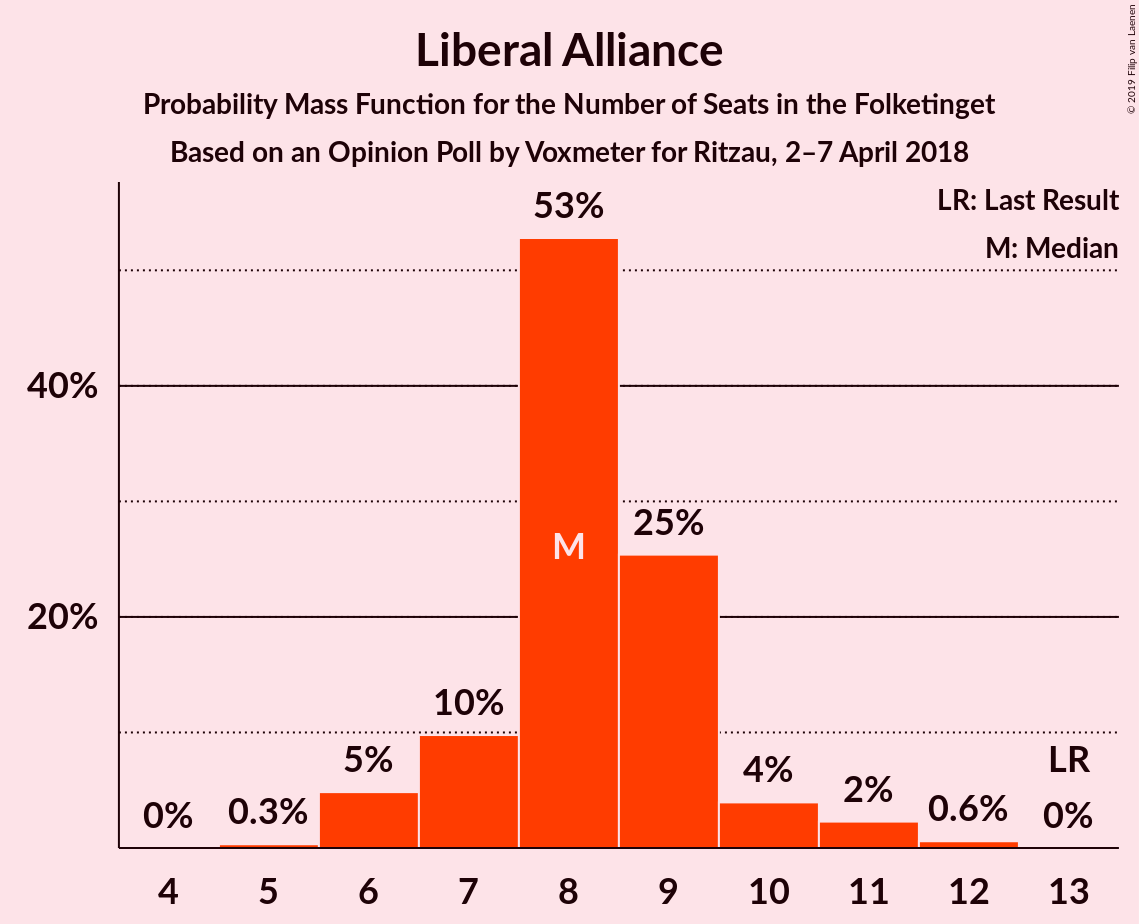 Liberal Alliance
Probability Mass Function for the Number of Seats in the Folketinget
Based on an Opinion Poll by Voxmeter for Ritzau, 2–7 April 2018
© 2019 Filip van Laenen
LR: Last Result
M: Median
53%
40%
M
25%
20%
10%
5%
0%
0.3%
4%
2%
0.6%
LR
0%
4 5 6 7 8 9 10 11 12 13